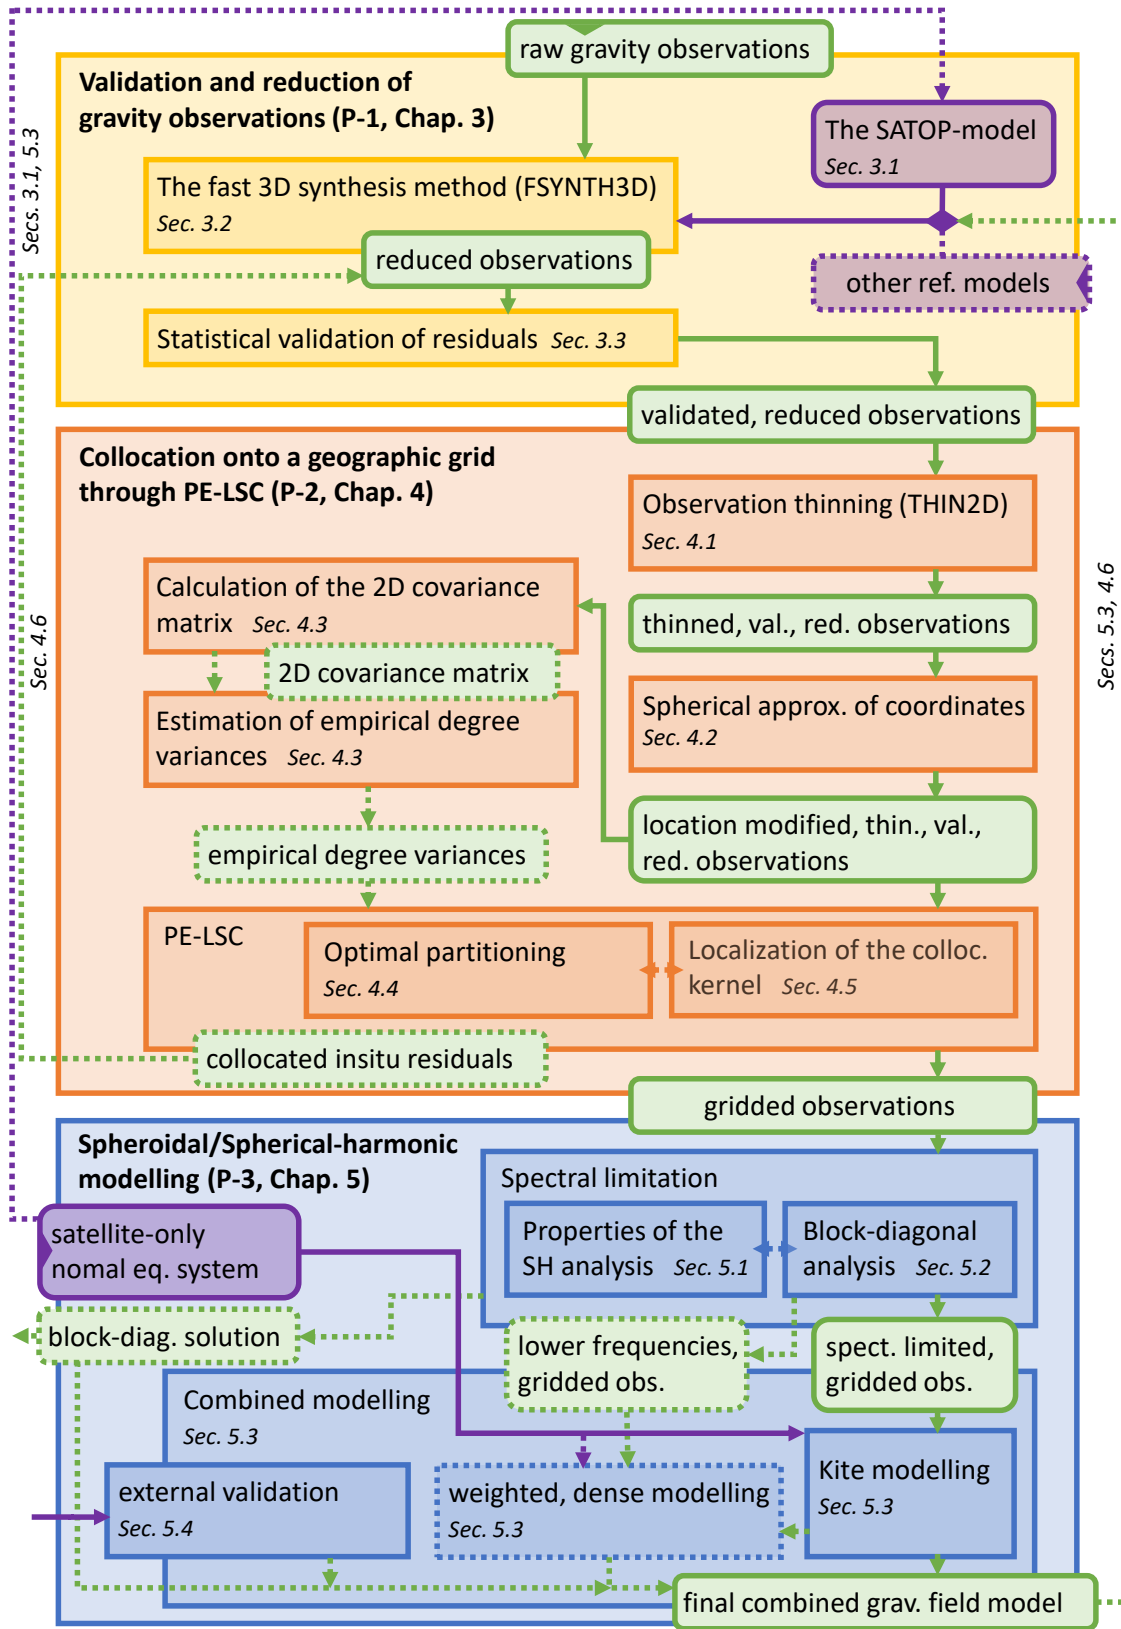 raw gravity observations
Validation and reduction of
gravity observations (P-1, Chap. 3)
The SATOP-model
Sec. 3.1
Secs. 3.1, 5.3
The fast 3D synthesis method (FSYNTH3D)
Sec. 3.2
reduced observations
other ref. models
Statistical validation of residuals Sec. 3.3
validated, reduced observations
Collocation onto a geographic grid
through PE-LSC (P-2, Chap. 4)
Observation thinning (THIN2D)
Sec. 4.1
Calculation of the 2D covariance
matrix Sec. 4.3
thinned, val., red. observations
Sec. 4.6
Secs. 5.3, 4.6
2D covariance matrix
Estimation of empirical degree
variances Sec. 4.3
Spherical approx. of coordinates
Sec. 4.2
location modified, thin., val.,
red. observations
empirical degree variances
PE-LSC
Optimal partitioning
Sec. 4.4
Localization of the colloc.
kernel Sec. 4.5
collocated insitu residuals
gridded observations
Spheroidal/Spherical-harmonic
modelling (P-3, Chap. 5)
Spectral limitation
Properties of the
SH analysis Sec. 5.1
Block-diagonal
analysis Sec. 5.2
satellite-only
nomal eq. system
block-diag. solution
lower frequencies,
gridded obs.
spect. limited,
gridded obs.
Combined modelling
Sec. 5.3
external validation
Sec. 5.4
weighted, dense modelling
Sec. 5.3
Kite modelling
Sec. 5.3
final combined grav. field model